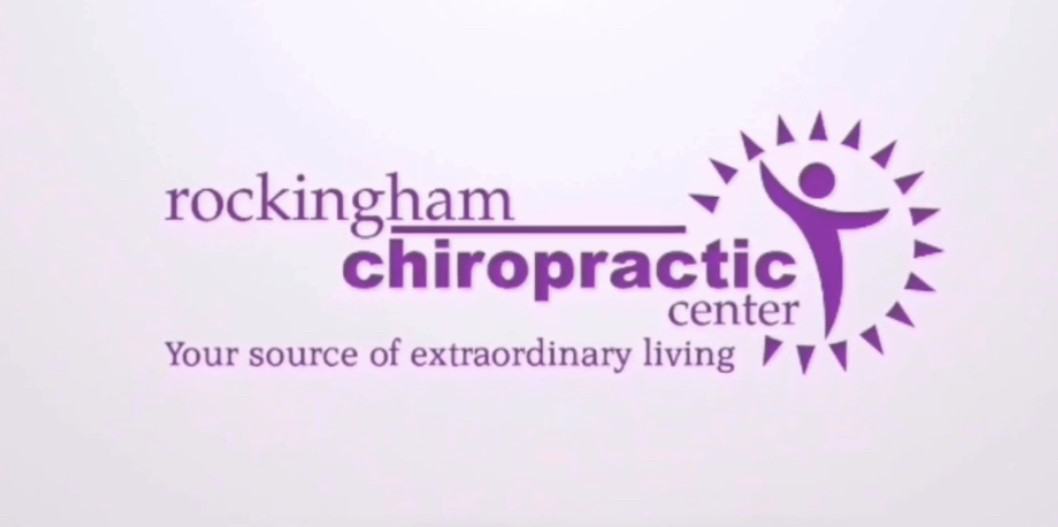 rockingham
chiropractic
center
Your source of extraordinary living